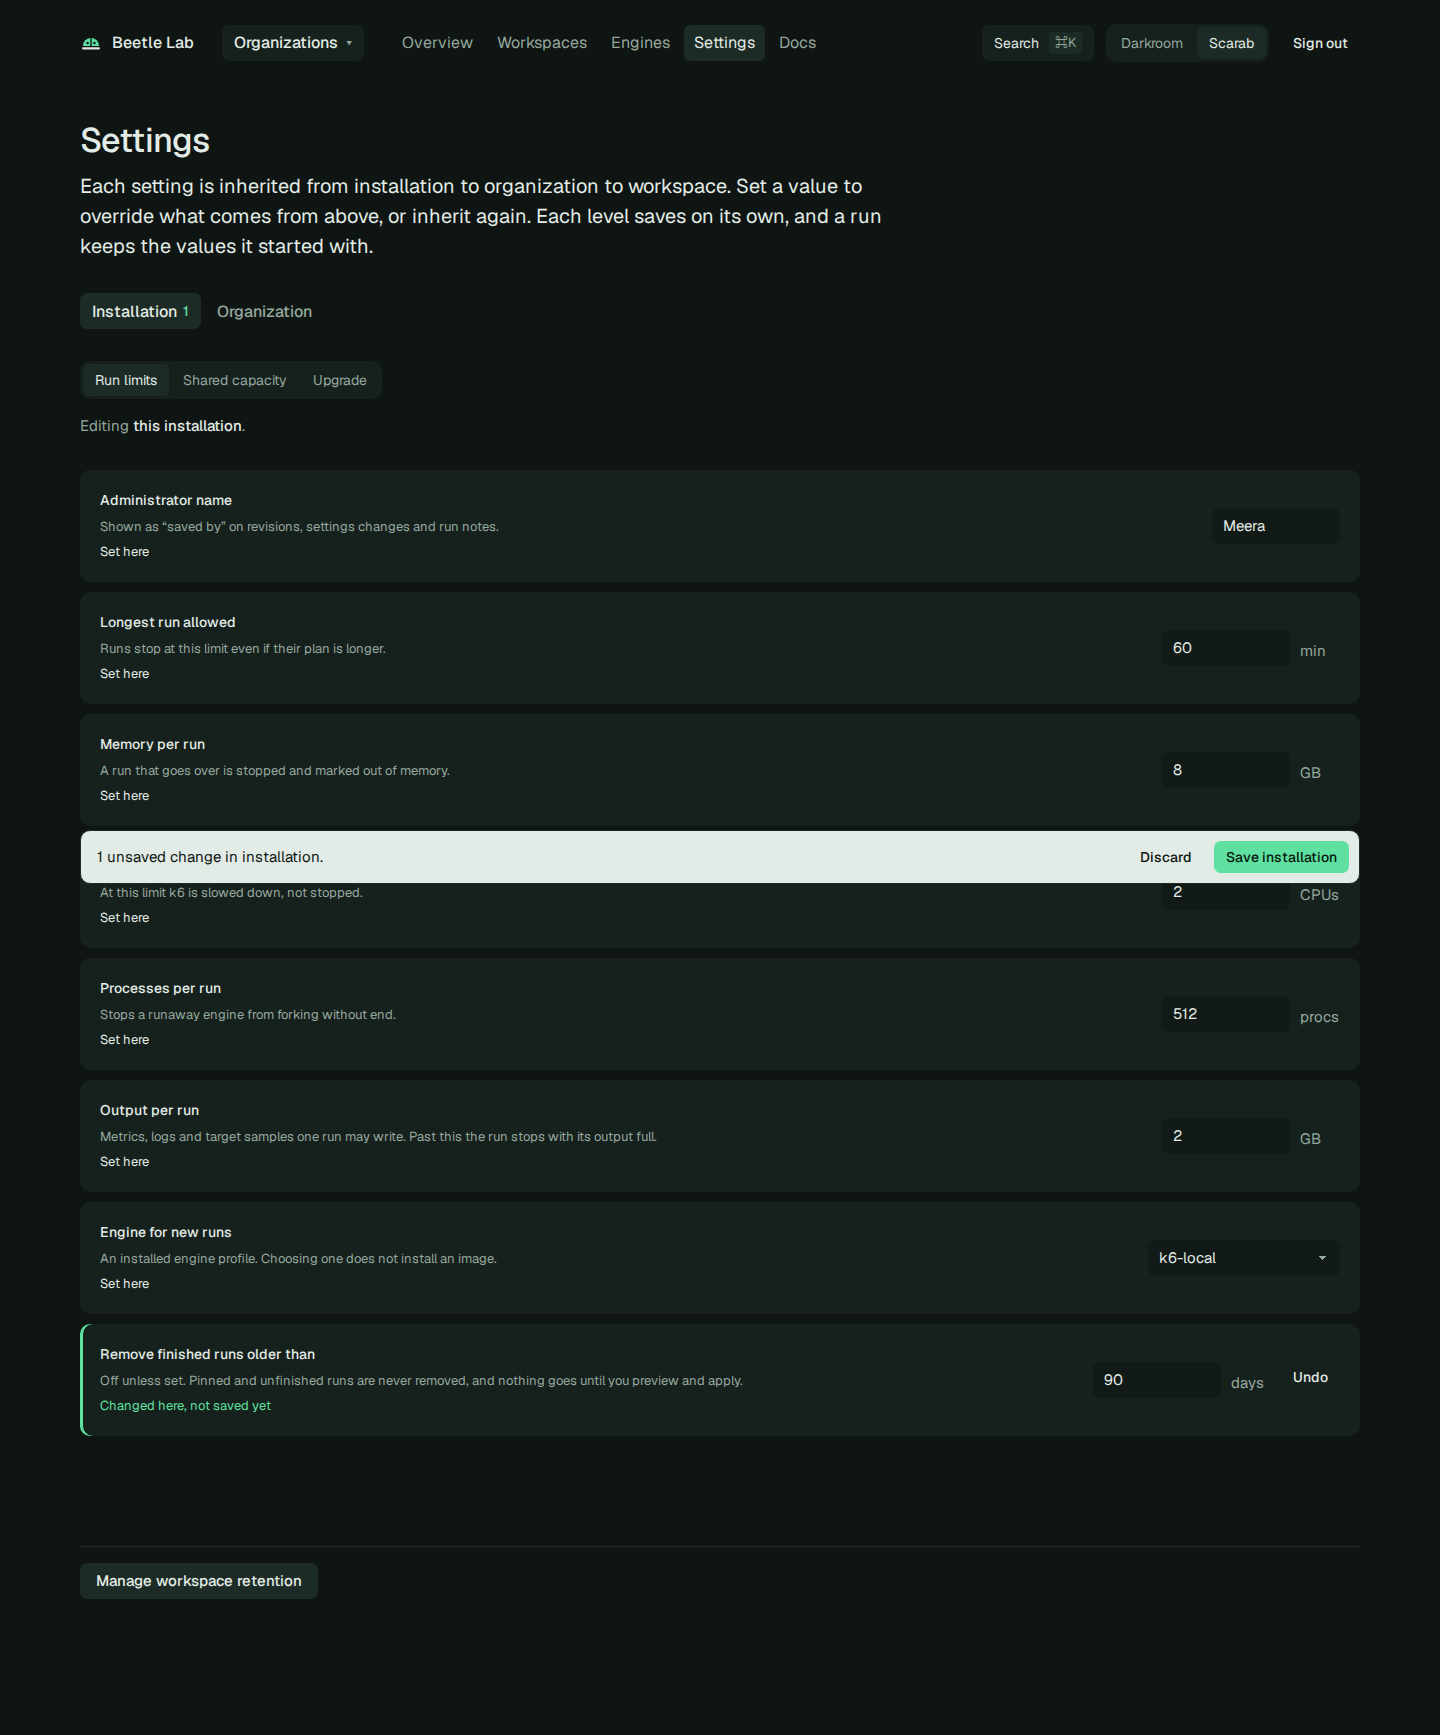 Beetle Lab
Organizations
Overview
Workspaces
Engines
Settings
Docs
Search ⌘K
Darkroom
Scarab
Sign out
Settings
Each setting is inherited from installation to organization to workspace. Set a value to
override what comes from above, or inherit again. Each level saves on its own, and a run
keeps the values it started with.
Installation 1
Organization
Run limits
Shared capacity
Upgrade
Editing this installation.
Administrator name
Shown as “saved by” on revisions, settings changes and run notes.
Set here
Meera
Longest run allowed
Runs stop at this limit even if their plan is longer.
Set here
60 min
Memory per run
A run that goes over is stopped and marked out of memory.
Set here
8 GB
1 unsaved change in installation.
Discard
Save installation
At this limit k6 is slowed down, not stopped.
Set here
2 CPUs
Processes per run
Stops a runaway engine from forking without end.
Set here
512 procs
Output per run
Metrics, logs and target samples one run may write. Past this the run stops with its output full.
Set here
2 GB
Engine for new runs
An installed engine profile. Choosing one does not install an image.
Set here
k6-local
Remove finished runs older than
Off unless set. Pinned and unfinished runs are never removed, and nothing goes until you preview and apply.
Changed here, not saved yet
90 days
Undo
Manage workspace retention